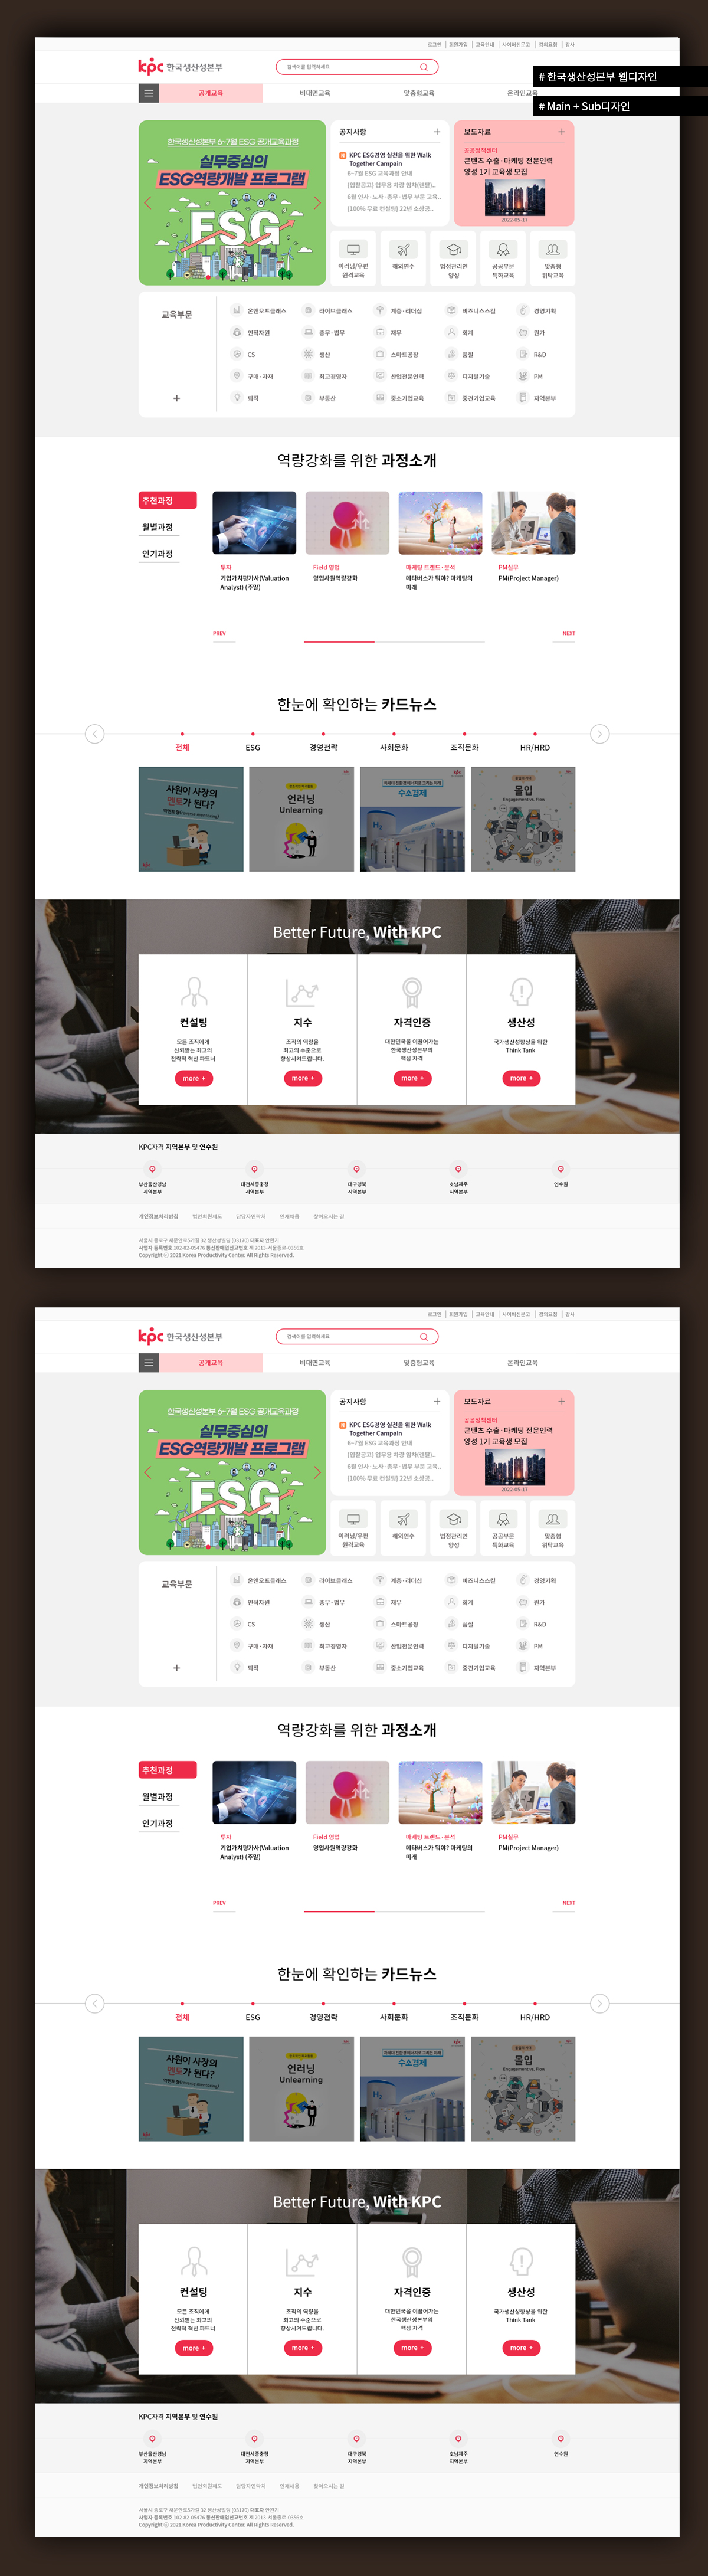 로그인 회원가입 교육안내 사이버신문고 강의요청 강사
kpc 한국생산성본부
검색어를 입력하세요
# 한국생산성본부 웹디자인
공개교육 비대면교육 맞춤형교육 온라인교육
# Main + Sub디자인
한국생산성본부 6~7월 ESG 공개교육과정
실무중심의
ESG역량개발 프로그램
ESG
공지사항
KPC ESG경영 실천을 위한 Walk
Together Campain
6~7월 ESG 교육과정 안내
[입찰공고] 업무용 차량 임차(렌탈)..
6월 인사·노사·총무·법무 부문 교육..
[100% 무료 컨설팅] 22년 소상공..
보도자료
공공정책센터
콘텐츠 수출·마케팅 전문인력
양성 1기 교육생 모집
2022-05-17
이러닝/우편
원격교육
해외연수
법정관리인
양성
공공부문
특화교육
맞춤형
위탁교육
교육부문
온앤오프클래스 라이브클래스 계층·리더십 비즈니스스킬 경영기획
인적자원 총무·법무 재무 회계 원가
CS 생산 스마트공장 품질 R&D
구매·자재 최고경영자 산업전문인력 디지털기술 PM
퇴직 부동산 중소기업교육 중견기업교육 지역본부
역량강화를 위한 과정소개
추천과정
월별과정
인기과정
투자
기업가치평가사(Valuation
Analyst) (주말)
Field 영업
영업사원역량강화
마케팅 트렌드·분석
메타버스가 뭐야? 마케팅의
미래
PM실무
PM(Project Manager)
PREV NEXT
한눈에 확인하는 카드뉴스
전체 ESG 경영전략 사회문화 조직문화 HR/HRD
사원이 사장의
멘토가 된다?
언러닝
Unlearning
수소경제
H2
몰입
Engagement vs. Flow
Better Future, With KPC
컨설팅
모든 조직에게
신뢰받는 최고의
전략적 혁신 파트너
more +
지수
조직의 역량을
최고의 수준으로
향상시켜드립니다.
more +
자격인증
대한민국을 이끌어가는
한국생산성본부의
핵심 자격
more +
생산성
국가생산성향상을 위한
Think Tank
more +
KPC자격 지역본부 및 연수원
부산울산경남
지역본부
대전세종충청
지역본부
대구경북
지역본부
호남제주
지역본부
연수원
개인정보처리방침 법인회원제도 담당자연락처 인재채용 찾아오시는 길
서울시 종로구 새문안로5가길 32 생산성빌딩 (03170) 대표자 안완기
사업자 등록번호 102-82-05476 통신판매업신고번호 제 2013-서울종로-0356호
Copyright ⓒ 2021 Korea Productivity Center. All Rights Reserved.
로그인 회원가입 교육안내 사이버신문고 강의요청 강사
kpc 한국생산성본부
검색어를 입력하세요
공개교육 비대면교육 맞춤형교육 온라인교육
한국생산성본부 6~7월 ESG 공개교육과정
실무중심의
ESG역량개발 프로그램
ESG
공지사항
KPC ESG경영 실천을 위한 Walk
Together Campain
6~7월 ESG 교육과정 안내
[입찰공고] 업무용 차량 임차(렌탈)..
6월 인사·노사·총무·법무 부문 교육..
[100% 무료 컨설팅] 22년 소상공..
보도자료
공공정책센터
콘텐츠 수출·마케팅 전문인력
양성 1기 교육생 모집
2022-05-17
이러닝/우편
원격교육
해외연수
법정관리인
양성
공공부문
특화교육
맞춤형
위탁교육
교육부문
온앤오프클래스 라이브클래스 계층·리더십 비즈니스스킬 경영기획
인적자원 총무·법무 재무 회계 원가
CS 생산 스마트공장 품질 R&D
구매·자재 최고경영자 산업전문인력 디지털기술 PM
퇴직 부동산 중소기업교육 중견기업교육 지역본부
역량강화를 위한 과정소개
추천과정
월별과정
인기과정
투자
기업가치평가사(Valuation
Analyst) (주말)
Field 영업
영업사원역량강화
마케팅 트렌드·분석
메타버스가 뭐야? 마케팅의
미래
PM실무
PM(Project Manager)
PREV NEXT
한눈에 확인하는 카드뉴스
전체 ESG 경영전략 사회문화 조직문화 HR/HRD
사원이 사장의
멘토가 된다?
언러닝
Unlearning
수소경제
H2
몰입
Engagement vs. Flow
Better Future, With KPC
컨설팅
모든 조직에게
신뢰받는 최고의
전략적 혁신 파트너
more +
지수
조직의 역량을
최고의 수준으로
향상시켜드립니다.
more +
자격인증
대한민국을 이끌어가는
한국생산성본부의
핵심 자격
more +
생산성
국가생산성향상을 위한
Think Tank
more +
KPC자격 지역본부 및 연수원
부산울산경남
지역본부
대전세종충청
지역본부
대구경북
지역본부
호남제주
지역본부
연수원
개인정보처리방침 법인회원제도 담당자연락처 인재채용 찾아오시는 길
서울시 종로구 새문안로5가길 32 생산성빌딩 (03170) 대표자 안완기
사업자 등록번호 102-82-05476 통신판매업신고번호 제 2013-서울종로-0356호
Copyright ⓒ 2021 Korea Productivity Center. All Rights Reserved.